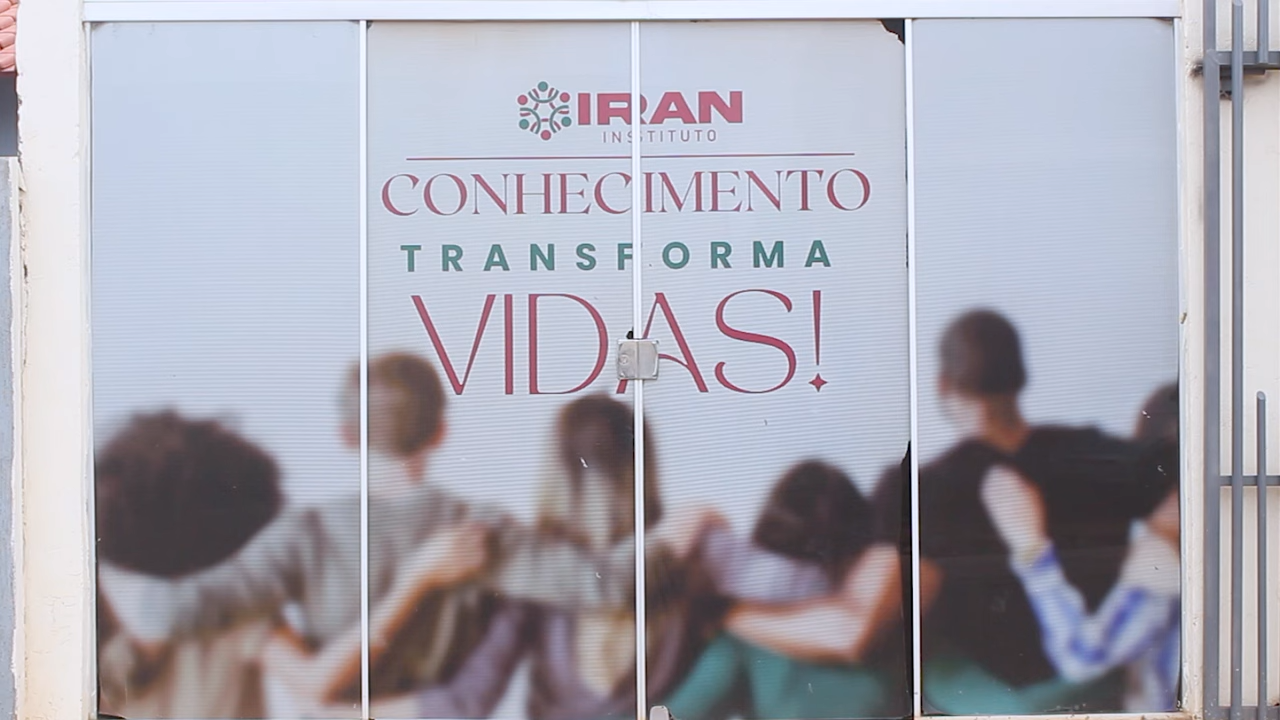 IRAN
INSTITUTO
CONHECIMENTO
TRANSFORMA
VIDAS!